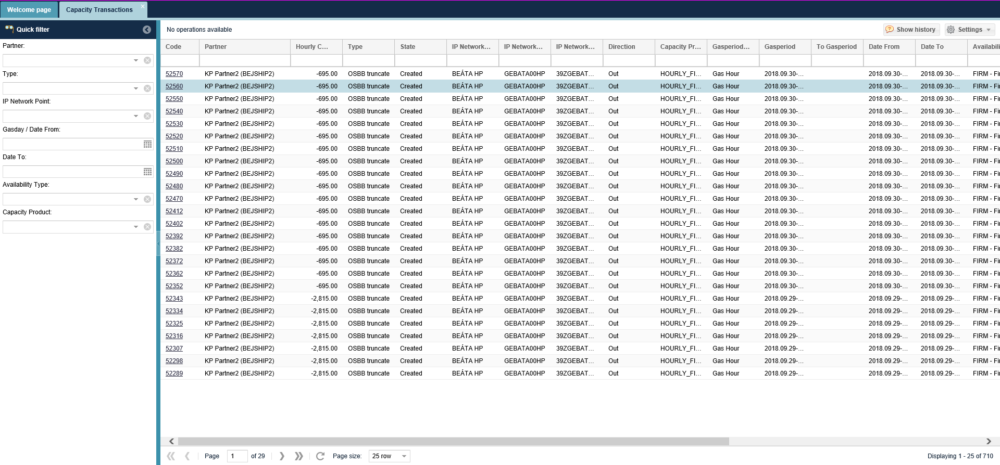 Welcome page
Capacity Transactions
Quick filter
Partner:
Type:
IP Network Point:
Gasday / Date From:
Date To:
Availability Type:
Capacity Product:
No operations available
Show history
Settings
Code Partner Hourly C... Type State IP Network... IP Network... IP Network... Direction Capacity Pr... Gasperiod... Gasperiod To Gasperiod Date From Date To Availabili
52570 KP Partner2 (BEJSHIP2) -695.00 OSBB truncate Created BEÁTA HP GEBATA00HP 39ZGEBAT... Out HOURLY_FI... Gas Hour 2018.09.30-... 2018.09.30-... 2018.09.30-... FIRM - Fir
52560 KP Partner2 (BEJSHIP2) -695.00 OSBB truncate Created BEÁTA HP GEBATA00HP 39ZGEBAT... Out HOURLY_FI... Gas Hour 2018.09.30-... 2018.09.30-... 2018.09.30-... FIRM - Fir
52550 KP Partner2 (BEJSHIP2) -695.00 OSBB truncate Created BEÁTA HP GEBATA00HP 39ZGEBAT... Out HOURLY_FI... Gas Hour 2018.09.30-... 2018.09.30-... 2018.09.30-... FIRM - Fir
52540 KP Partner2 (BEJSHIP2) -695.00 OSBB truncate Created BEÁTA HP GEBATA00HP 39ZGEBAT... Out HOURLY_FI... Gas Hour 2018.09.30-... 2018.09.30-... 2018.09.30-... FIRM - Fir
52530 KP Partner2 (BEJSHIP2) -695.00 OSBB truncate Created BEÁTA HP GEBATA00HP 39ZGEBAT... Out HOURLY_FI... Gas Hour 2018.09.30-... 2018.09.30-... 2018.09.30-... FIRM - Fir
52520 KP Partner2 (BEJSHIP2) -695.00 OSBB truncate Created BEÁTA HP GEBATA00HP 39ZGEBAT... Out HOURLY_FI... Gas Hour 2018.09.30-... 2018.09.30-... 2018.09.30-... FIRM - Fir
52510 KP Partner2 (BEJSHIP2) -695.00 OSBB truncate Created BEÁTA HP GEBATA00HP 39ZGEBAT... Out HOURLY_FI... Gas Hour 2018.09.30-... 2018.09.30-... 2018.09.30-... FIRM - Fir
52500 KP Partner2 (BEJSHIP2) -695.00 OSBB truncate Created BEÁTA HP GEBATA00HP 39ZGEBAT... Out HOURLY_FI... Gas Hour 2018.09.30-... 2018.09.30-... 2018.09.30-... FIRM - Fir
52490 KP Partner2 (BEJSHIP2) -695.00 OSBB truncate Created BEÁTA HP GEBATA00HP 39ZGEBAT... Out HOURLY_FI... Gas Hour 2018.09.30-... 2018.09.30-... 2018.09.30-... FIRM - Fir
52480 KP Partner2 (BEJSHIP2) -695.00 OSBB truncate Created BEÁTA HP GEBATA00HP 39ZGEBAT... Out HOURLY_FI... Gas Hour 2018.09.30-... 2018.09.30-... 2018.09.30-... FIRM - Fir
52470 KP Partner2 (BEJSHIP2) -695.00 OSBB truncate Created BEÁTA HP GEBATA00HP 39ZGEBAT... Out HOURLY_FI... Gas Hour 2018.09.30-... 2018.09.30-... 2018.09.30-... FIRM - Fir
52412 KP Partner2 (BEJSHIP2) -695.00 OSBB truncate Created BEÁTA HP GEBATA00HP 39ZGEBAT... Out HOURLY_FI... Gas Hour 2018.09.30-... 2018.09.30-... 2018.09.30-... FIRM - Fir
52402 KP Partner2 (BEJSHIP2) -695.00 OSBB truncate Created BEÁTA HP GEBATA00HP 39ZGEBAT... Out HOURLY_FI... Gas Hour 2018.09.30-... 2018.09.30-... 2018.09.30-... FIRM - Fir
52392 KP Partner2 (BEJSHIP2) -695.00 OSBB truncate Created BEÁTA HP GEBATA00HP 39ZGEBAT... Out HOURLY_FI... Gas Hour 2018.09.30-... 2018.09.30-... 2018.09.30-... FIRM - Fir
52382 KP Partner2 (BEJSHIP2) -695.00 OSBB truncate Created BEÁTA HP GEBATA00HP 39ZGEBAT... Out HOURLY_FI... Gas Hour 2018.09.30-... 2018.09.30-... 2018.09.30-... FIRM - Fir
52372 KP Partner2 (BEJSHIP2) -695.00 OSBB truncate Created BEÁTA HP GEBATA00HP 39ZGEBAT... Out HOURLY_FI... Gas Hour 2018.09.30-... 2018.09.30-... 2018.09.30-... FIRM - Fir
52362 KP Partner2 (BEJSHIP2) -695.00 OSBB truncate Created BEÁTA HP GEBATA00HP 39ZGEBAT... Out HOURLY_FI... Gas Hour 2018.09.30-... 2018.09.30-... 2018.09.30-... FIRM - Fir
52352 KP Partner2 (BEJSHIP2) -695.00 OSBB truncate Created BEÁTA HP GEBATA00HP 39ZGEBAT... Out HOURLY_FI... Gas Hour 2018.09.30-... 2018.09.30-... 2018.09.30-... FIRM - Fir
52343 KP Partner2 (BEJSHIP2) -2,815.00 OSBB truncate Created BEÁTA HP GEBATA00HP 39ZGEBAT... Out HOURLY_FI... Gas Hour 2018.09.29-... 2018.09.29-... 2018.09.29-... FIRM - Fir
52334 KP Partner2 (BEJSHIP2) -2,815.00 OSBB truncate Created BEÁTA HP GEBATA00HP 39ZGEBAT... Out HOURLY_FI... Gas Hour 2018.09.29-... 2018.09.29-... 2018.09.29-... FIRM - Fir
52325 KP Partner2 (BEJSHIP2) -2,815.00 OSBB truncate Created BEÁTA HP GEBATA00HP 39ZGEBAT... Out HOURLY_FI... Gas Hour 2018.09.29-... 2018.09.29-... 2018.09.29-... FIRM - Fir
52316 KP Partner2 (BEJSHIP2) -2,815.00 OSBB truncate Created BEÁTA HP GEBATA00HP 39ZGEBAT... Out HOURLY_FI... Gas Hour 2018.09.29-... 2018.09.29-... 2018.09.29-... FIRM - Fir
52307 KP Partner2 (BEJSHIP2) -2,815.00 OSBB truncate Created BEÁTA HP GEBATA00HP 39ZGEBAT... Out HOURLY_FI... Gas Hour 2018.09.29-... 2018.09.29-... 2018.09.29-... FIRM - Fir
52298 KP Partner2 (BEJSHIP2) -2,815.00 OSBB truncate Created BEÁTA HP GEBATA00HP 39ZGEBAT... Out HOURLY_FI... Gas Hour 2018.09.29-... 2018.09.29-... 2018.09.29-... FIRM - Fir
52289 KP Partner2 (BEJSHIP2) -2,815.00 OSBB truncate Created BEÁTA HP GEBATA00HP 39ZGEBAT... Out HOURLY_FI... Gas Hour 2018.09.29-... 2018.09.29-... 2018.09.29-... FIRM - Fir
Page 1 of 29 Page size: 25 row Displaying 1 - 25 of 710